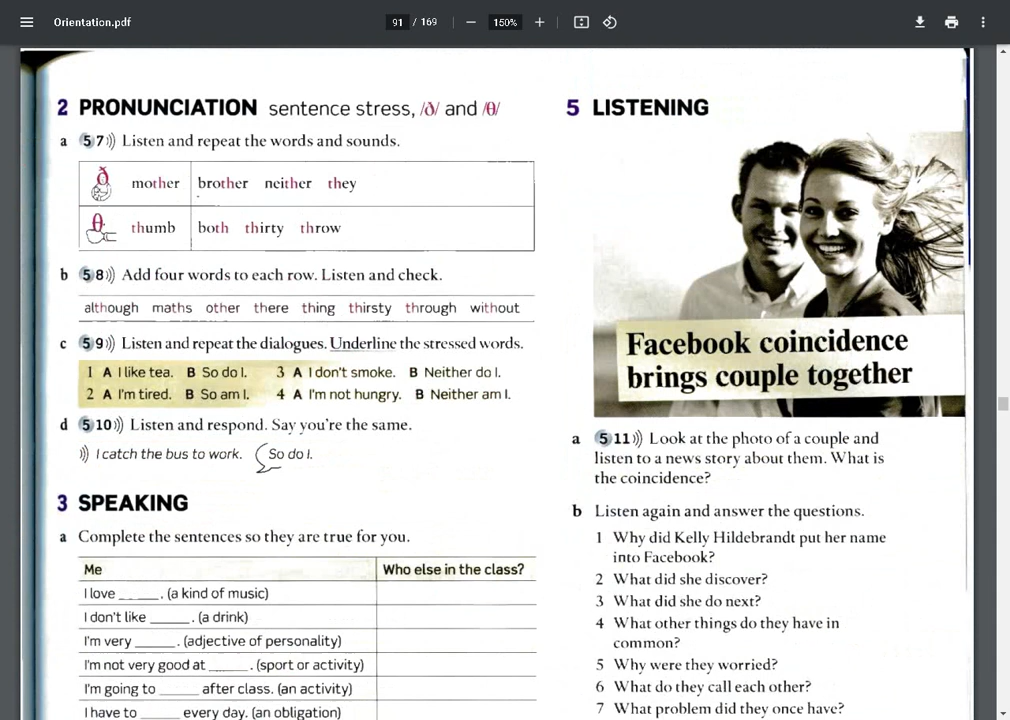 Orientation.pdf
91 / 169
150%
2 PRONUNCIATION sentence stress, /ð/ and /θ/
a 5 7)) Listen and repeat the words and sounds.
ð mother brother neither they
θ thumb both thirty throw
b 5 8)) Add four words to each row. Listen and check.
although maths other there thing thirsty through without
c 5 9)) Listen and repeat the dialogues. Underline the stressed words.
1 A I like tea. B So do I. 3 A I don't smoke. B Neither do I.
2 A I'm tired. B So am I. 4 A I'm not hungry. B Neither am I.
d 5 10)) Listen and respond. Say you're the same.
)) I catch the bus to work. So do I.
3 SPEAKING
a Complete the sentences so they are true for you.
Me Who else in the class?
I love ______. (a kind of music)
I don't like ______. (a drink)
I'm very ______. (adjective of personality)
I'm not very good at ______. (sport or activity)
I'm going to ______ after class. (an activity)
I have to ______ every day. (an obligation)
5 LISTENING
Facebook coincidence
brings couple together
a 5 11)) Look at the photo of a couple and
listen to a news story about them. What is
the coincidence?
b Listen again and answer the questions.
1 Why did Kelly Hildebrandt put her name
into Facebook?
2 What did she discover?
3 What did she do next?
4 What other things do they have in
common?
5 Why were they worried?
6 What do they call each other?
7 What problem did they once have?